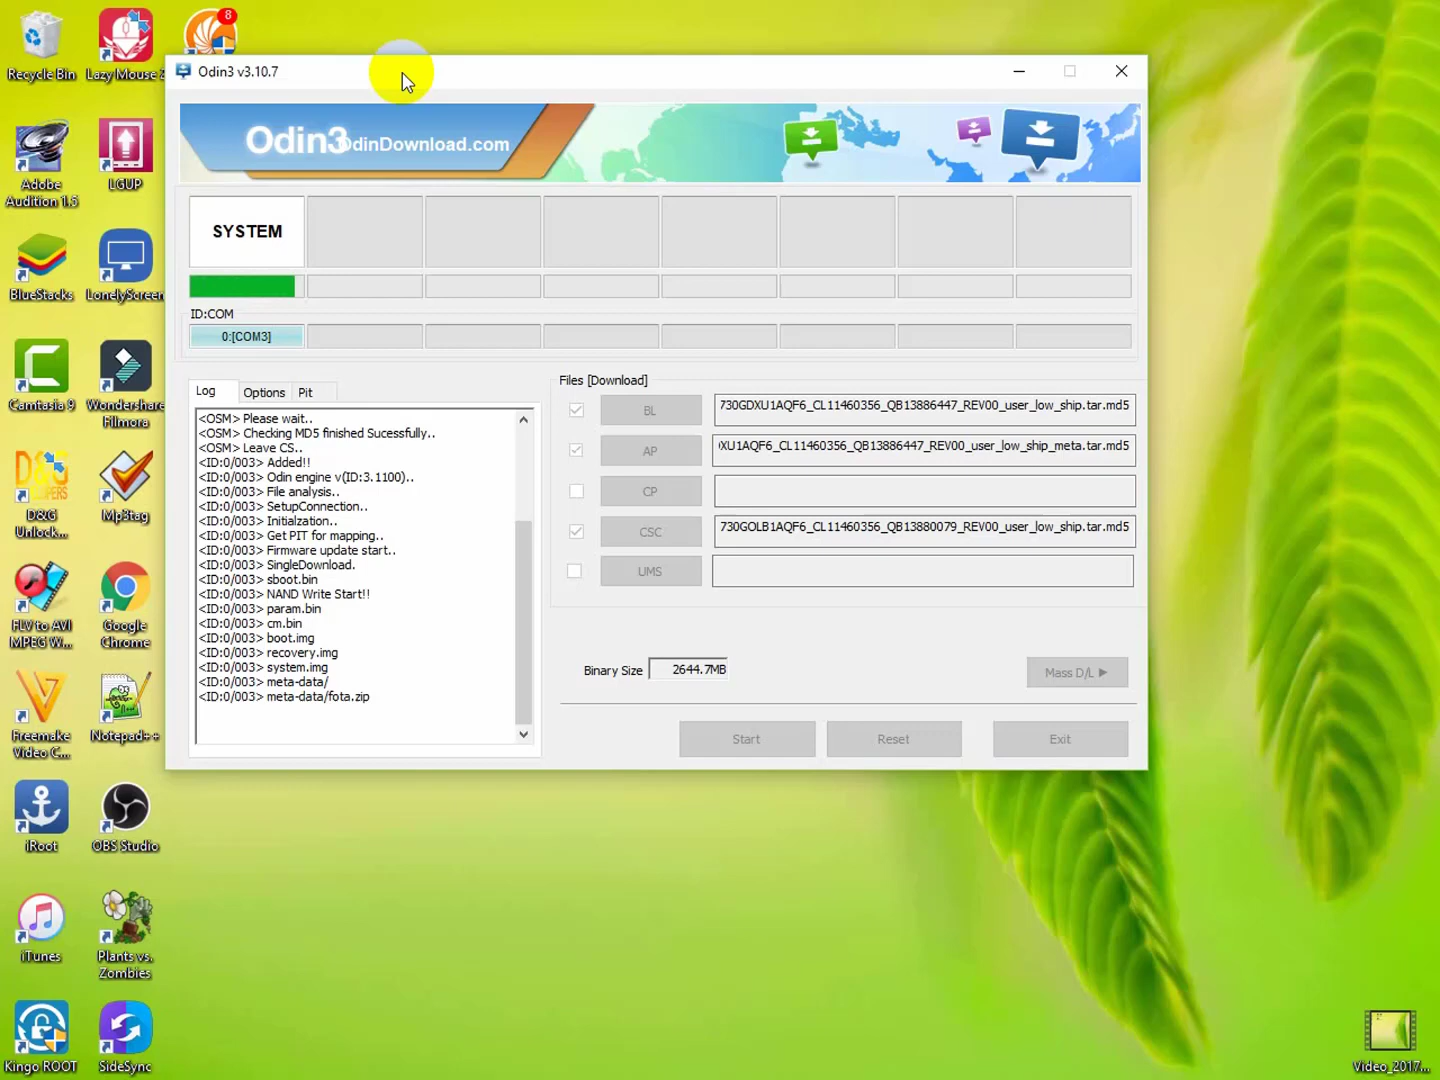 8
Recycle Bin
Lazy Mouse 2
Adobe
Audition 1.5
LGUP
BlueStacks
LonelyScreen
Camtasia 9
Wondershare
Filmora
D&G
Unlock...
Mp3tag
FLV to AVI
MPEG W...
Google
Chrome
Freemake
Video C...
Notepad++
iRoot
OBS Studio
iTunes
Plants vs.
Zombies
Kingo ROOT
SideSync
Odin3 v3.10.7
Odin3
OdinDownload.com
SYSTEM
ID:COM
0:[COM3]
Log
Options
Pit
<OSM> Please wait..
<OSM> Checking MD5 finished Sucessfully..
<OSM> Leave CS..
<ID:0/003> Added!!
<ID:0/003> Odin engine v(ID:3.1100)..
<ID:0/003> File analysis..
<ID:0/003> SetupConnection..
<ID:0/003> Initialzation..
<ID:0/003> Get PIT for mapping..
<ID:0/003> Firmware update start..
<ID:0/003> SingleDownload.
<ID:0/003> sboot.bin
<ID:0/003> NAND Write Start!!
<ID:0/003> param.bin
<ID:0/003> cm.bin
<ID:0/003> boot.img
<ID:0/003> recovery.img
<ID:0/003> system.img
<ID:0/003> meta-data/
<ID:0/003> meta-data/fota.zip
Files [Download]
BL
730GDXU1AQF6_CL11460356_QB13886447_REV00_user_low_ship.tar.md5
AP
XU1AQF6_CL11460356_QB13886447_REV00_user_low_ship_meta.tar.md5
CP
CSC
730GOLB1AQF6_CL11460356_QB13880079_REV00_user_low_ship.tar.md5
UMS
Binary Size
2644.7MB
Mass D/L ►
Start
Reset
Exit
Video_2017...